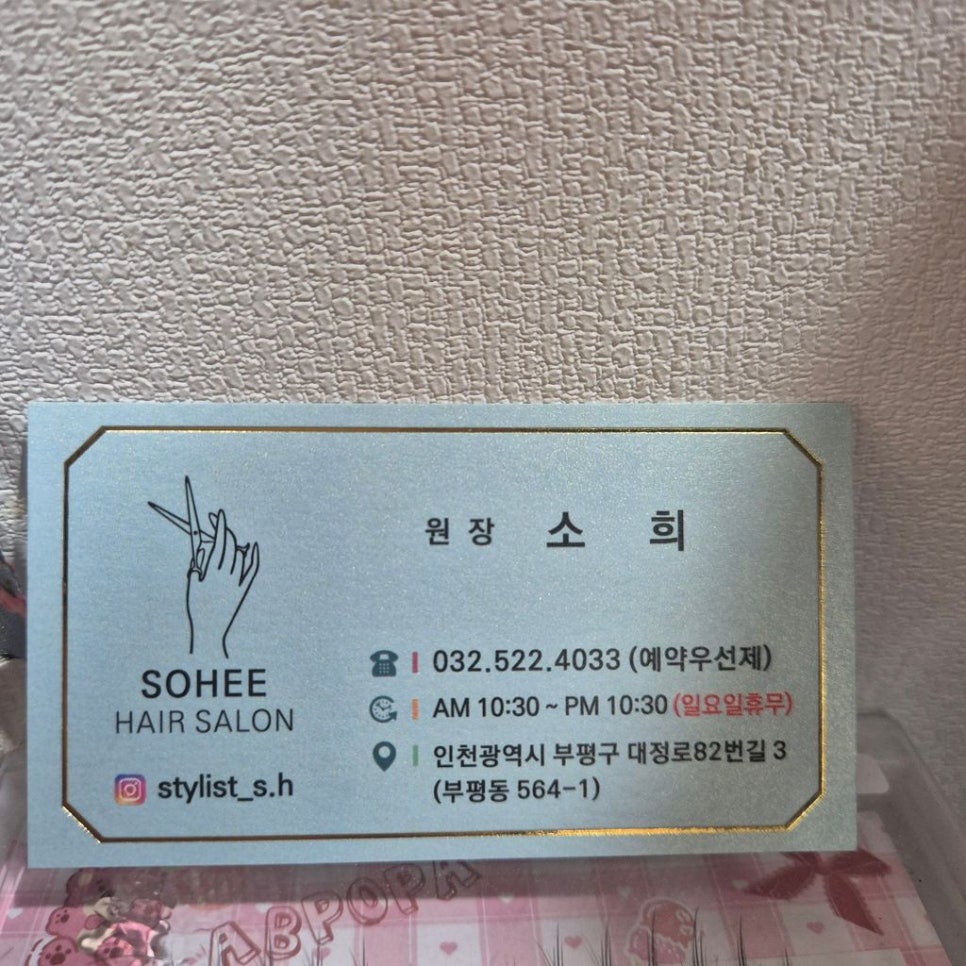 원 장 소 희
SOHEE
HAIR SALON
stylist_s.h
032.522.4033 (예약우선제)
AM 10:30 ~ PM 10:30 (일요일휴무)
인천광역시 부평구 대정로82번길 3
(부평동 564-1)
ABPOPA